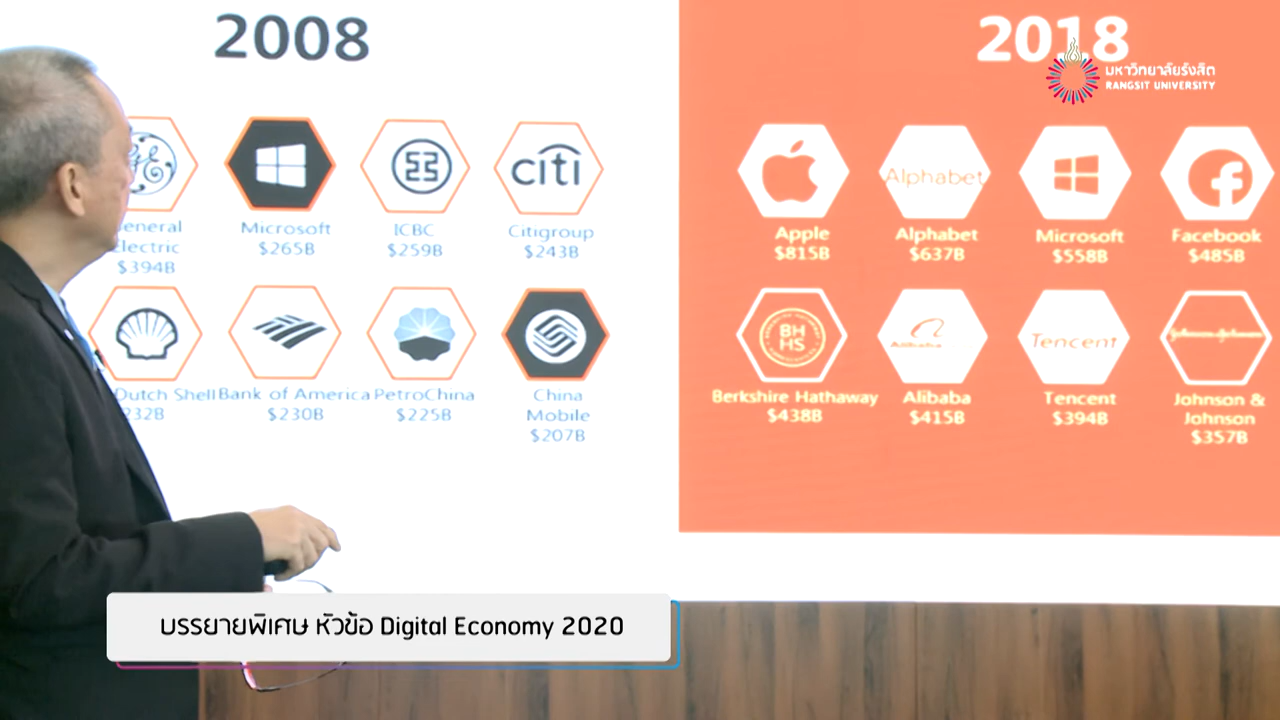 2008
2018
มหาวิทยาลัยรังสิต
RANGSIT UNIVERSITY
citi
Alphabet
Microsoft
$265B
ICBC
$259B
Citigroup
$243B
$394B
Apple
$815B
Alphabet
$637B
Microsoft
$558B
Facebook
$485B
BH
HS
Alibaba
Tencent
Johnson & Johnson
Dutch Shell
Bank of America
$230B
PetroChina
$225B
China
Mobile
$207B
Berkshire Hathaway
$438B
Alibaba
$415B
Tencent
$394B
Johnson &
Johnson
$357B
บรรยายพิเศษ หัวข้อ Digital Economy 2020